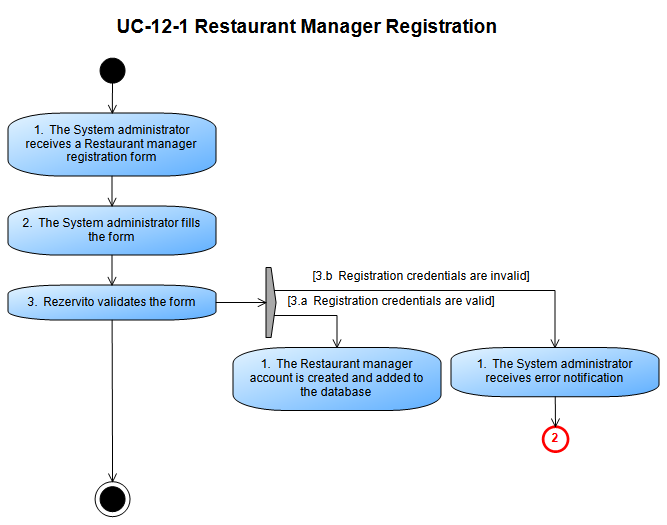 UC-12-1 Restaurant Manager Registration
1. The System administrator
receives a Restaurant manager
registration form
2. The System administrator fills
the form
3. Rezervito validates the form
[3.b Registration credentials are invalid]
[3.a Registration credentials are valid]
1. The Restaurant manager
account is created and added to
the database
1. The System administrator
receives error notification
2